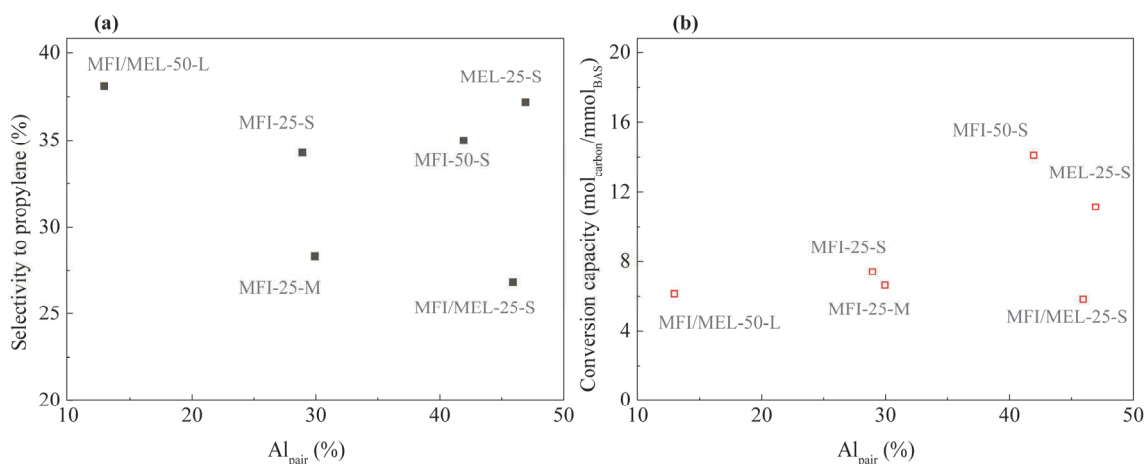 (a)
Selectivity to propylene (%)
40
35
30
25
20
MFI/MEL-50-L
MEL-25-S
MFI-25-S
MFI-50-S
MFI-25-M
MFI/MEL-25-S
10
20
30
40
50
Al_pair (%)
(b)
Conversion capacity (mol_carbon/mmol_BAS)
20
16
12
8
4
0
MFI-50-S
MEL-25-S
MFI-25-S
MFI/MEL-50-L
MFI-25-M
MFI/MEL-25-S
10
20
30
40
50
Al_pair (%)